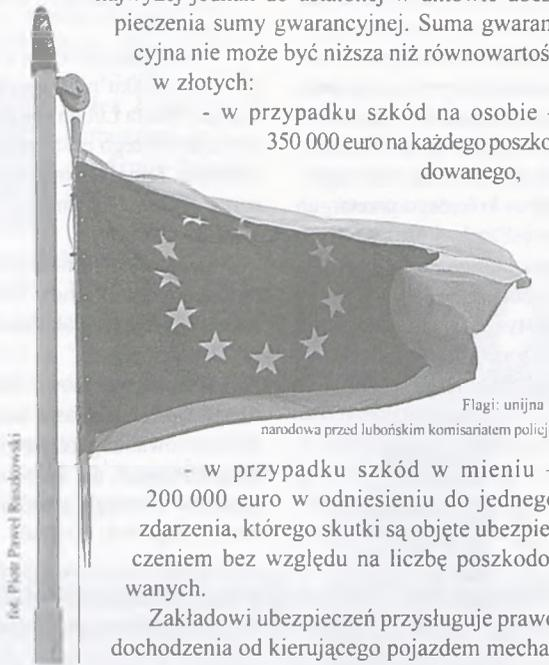 pieczenia sumy gwarancyjnej. Suma gwaran
cyjna nie może być niższa niż równowartoś
w złotych:
- w przypadku szkód na osobie -
350 000 euro na każdego poszko
dowanego,
Flagi: unijna
narodowa przed lubońskim komisariatem policj
fot. Piotr Paweł Ruszkowski
- w przypadku szkód w mieniu -
200 000 euro w odniesieniu do jedneg
zdarzenia, którego skutki są objęte ubezpie
czeniem bez względu na liczbę poszkodo
wanych.
Zakładowi ubezpieczeń przysługuje praw
dochodzenia od kierującego pojazdem mecha